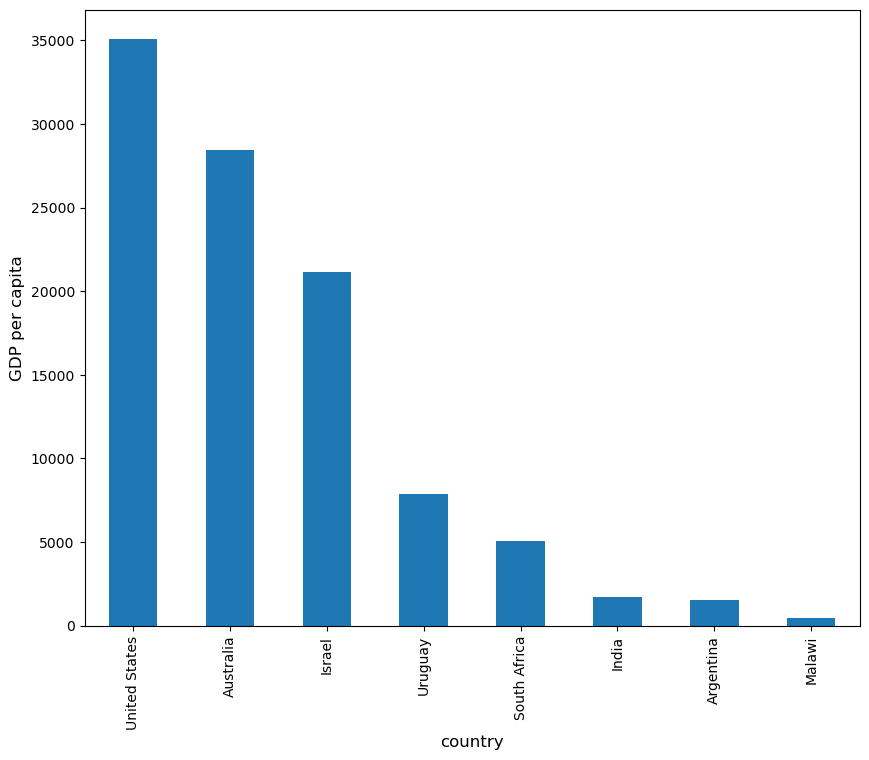 35000
30000
25000
20000
15000
10000
5000
0
GDP per capita
United States
Australia
Israel
Uruguay
South Africa
India
Argentina
Malawi
country